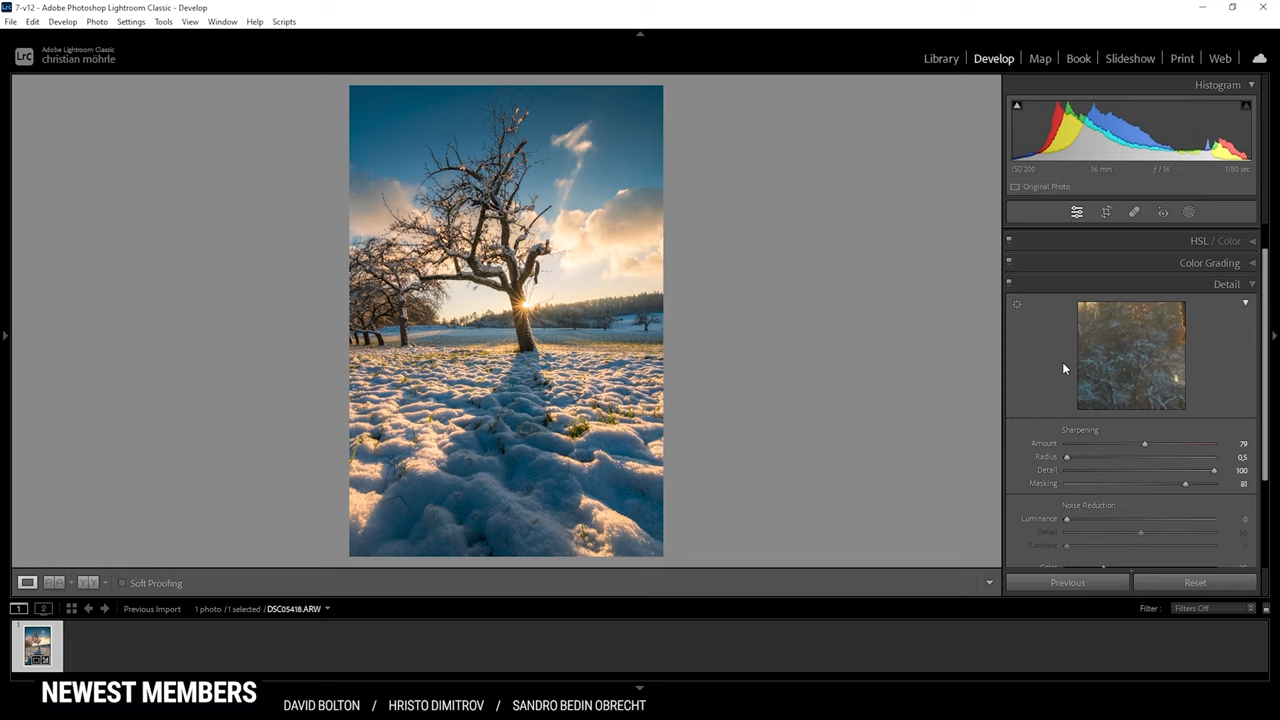 7-v12 - Adobe Photoshop Lightroom Classic - Develop
File Edit Develop Photo Settings Tools View Window Help Scripts
Lrc
Adobe Lightroom Classic
christian möhrle
Library | Develop | Map | Book | Slideshow | Print | Web
Histogram
ISO 200 16 mm ƒ / 16 1/60 sec
Original Photo
HSL / Color
Color Grading
Detail
Sharpening
Amount 79
Radius 0,5
Detail 100
Masking 81
Noise Reduction
Luminance 0
Detail 50
Contrast 0
Previous Reset
Soft Proofing
1 2 Previous Import 1 photo / 1 selected / DSC05418.ARW Filter : Filters Off
1
NEWEST MEMBERS
DAVID BOLTON / HRISTO DIMITROV / SANDRO BEDIN OBRECHT